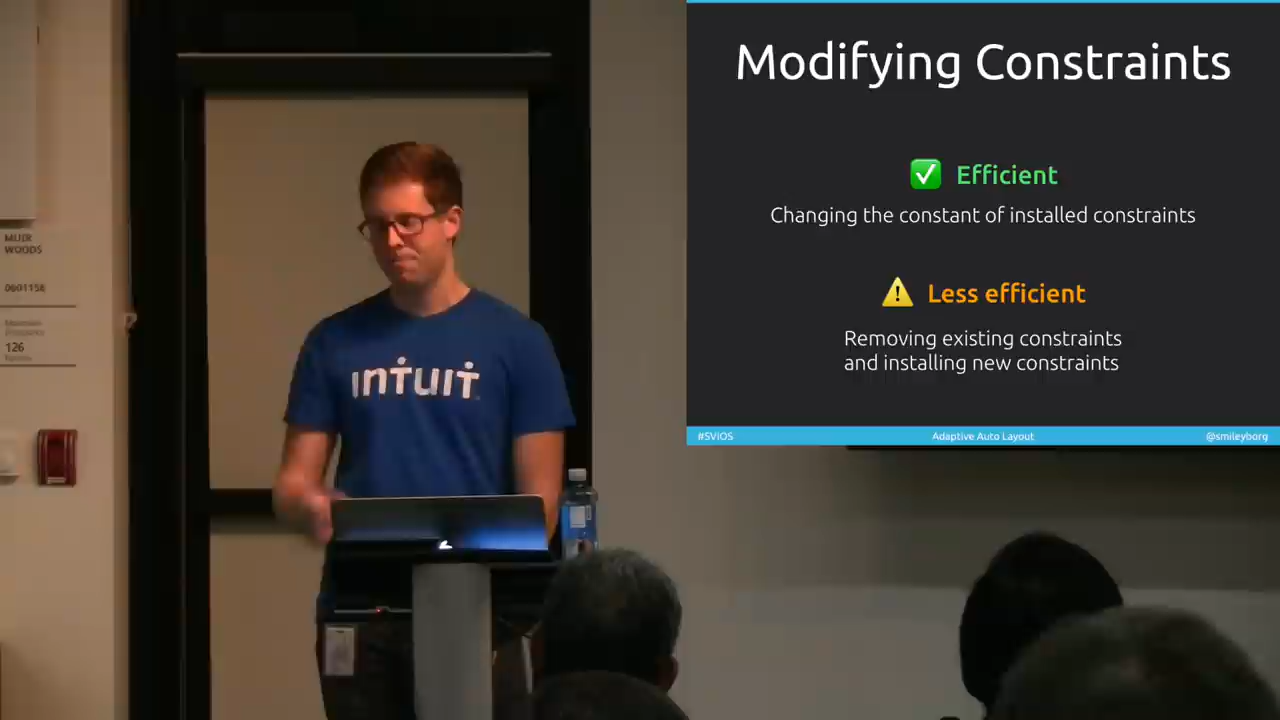 Modifying Constraints
✅ Efficient
Changing the constant of installed constraints
⚠️ Less efficient
Removing existing constraints
and installing new constraints
#SViOS
Adaptive Auto Layout
@smileyborg
MUIR
WOODS
0601156
126
intuit